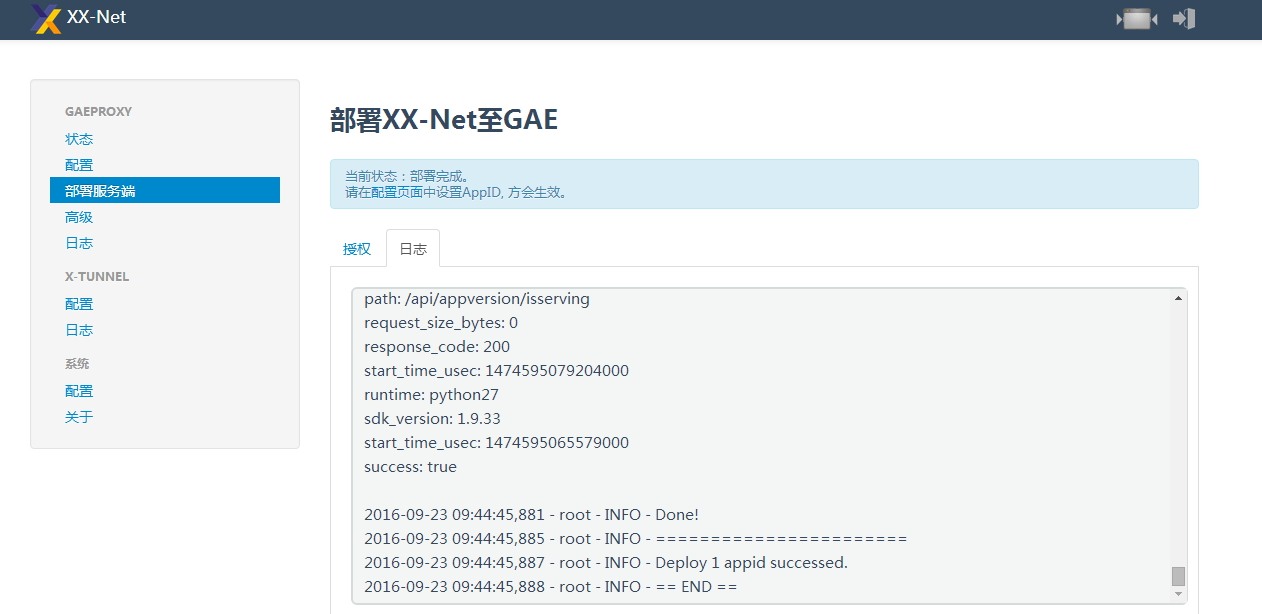 XX-Net
GAEPROXY
状态
配置
部署服务端
高级
日志
X-TUNNEL
配置
日志
系统
配置
关于
部署XX-Net至GAE
当前状态：部署完成。
请在配置页面中设置AppID, 方会生效。
授权
日志
path: /api/appversion/isserving
request_size_bytes: 0
response_code: 200
start_time_usec: 1474595079204000
runtime: python27
sdk_version: 1.9.33
start_time_usec: 1474595065579000
success: true
2016-09-23 09:44:45,881 - root - INFO - Done!
2016-09-23 09:44:45,885 - root - INFO - =======================
2016-09-23 09:44:45,887 - root - INFO - Deploy 1 appid successed.
2016-09-23 09:44:45,888 - root - INFO - == END ==